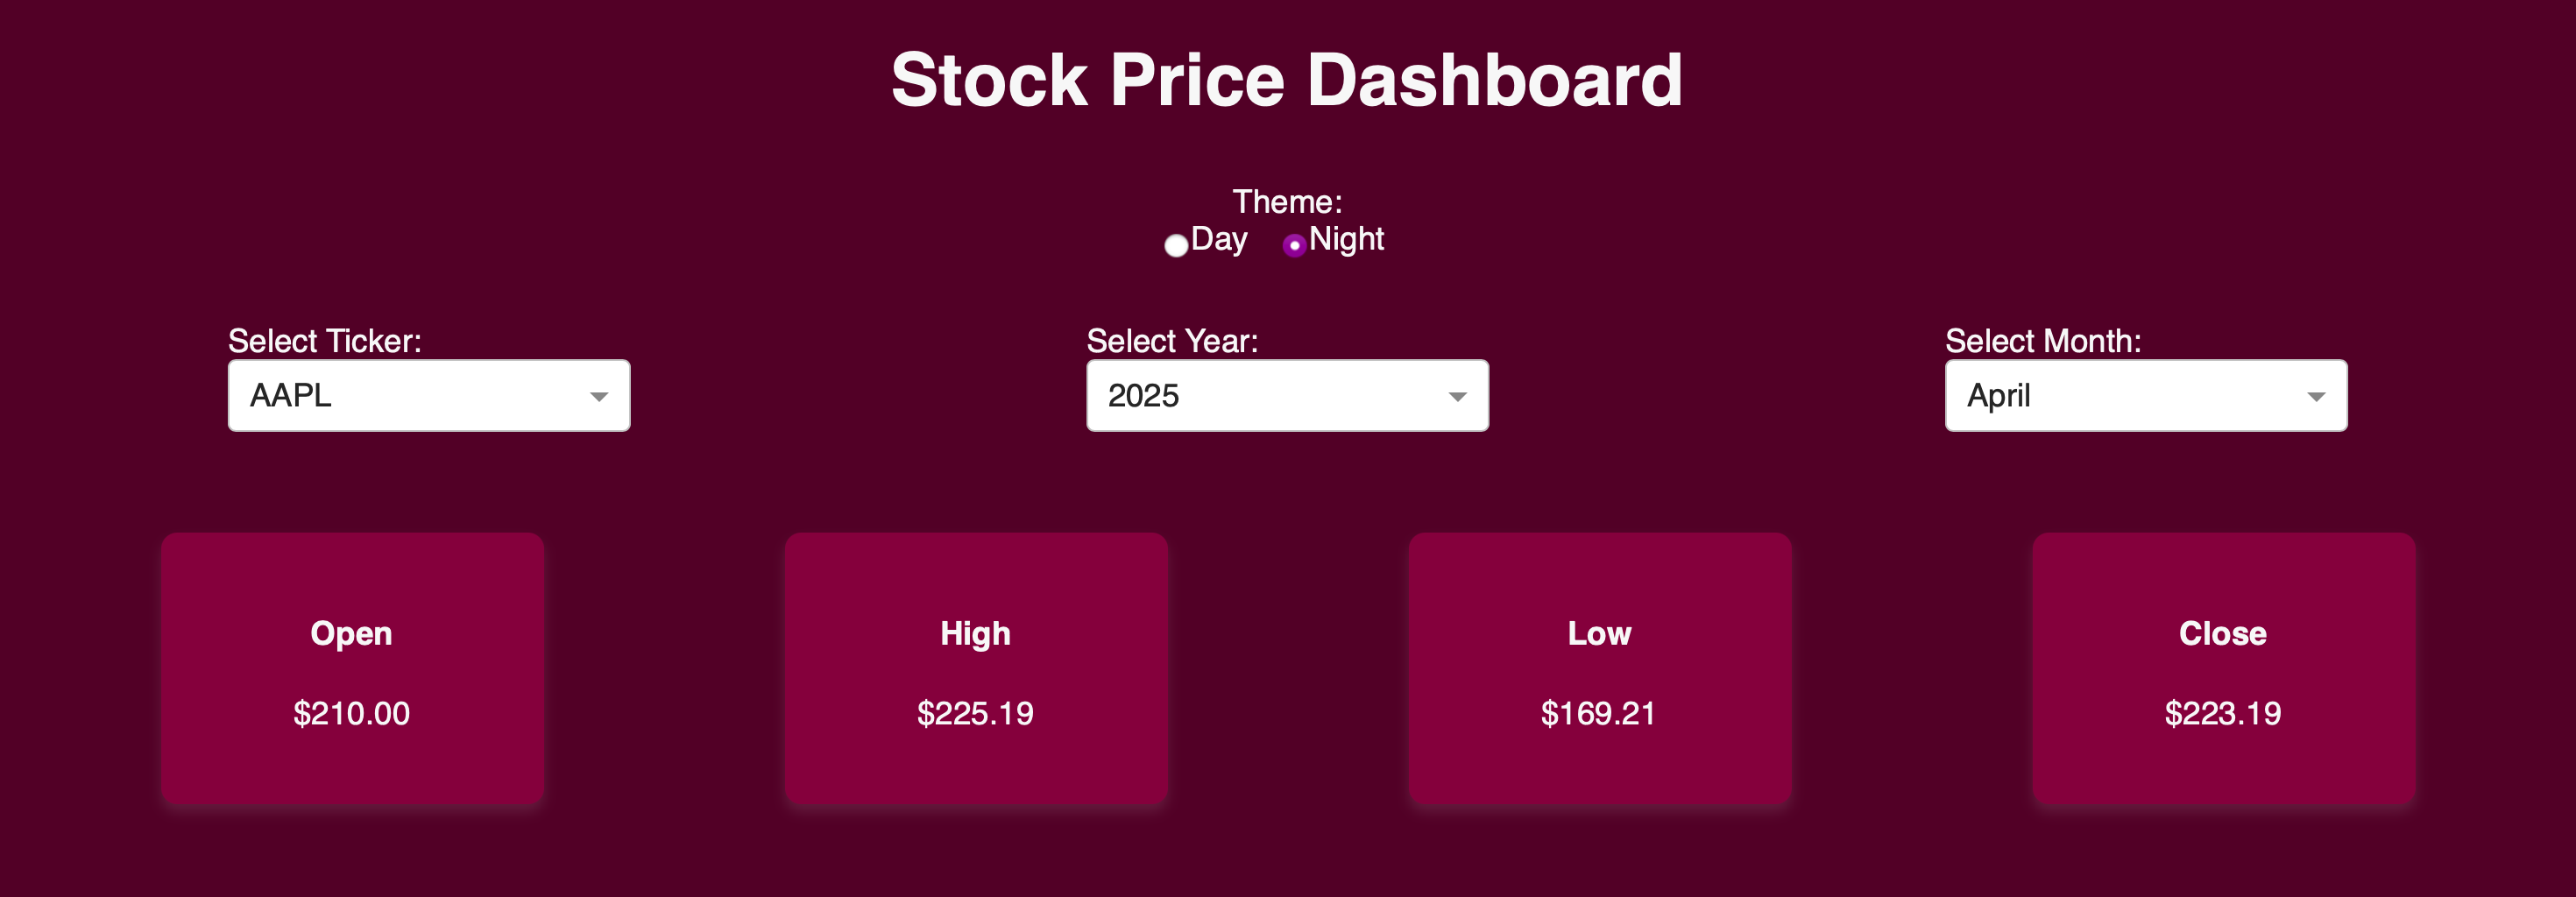 Stock Price Dashboard
Theme:
Day Night
Select Ticker: Select Year: Select Month:
AAPL 2025 April
Open High Low Close
$210.00 $225.19 $169.21 $223.19